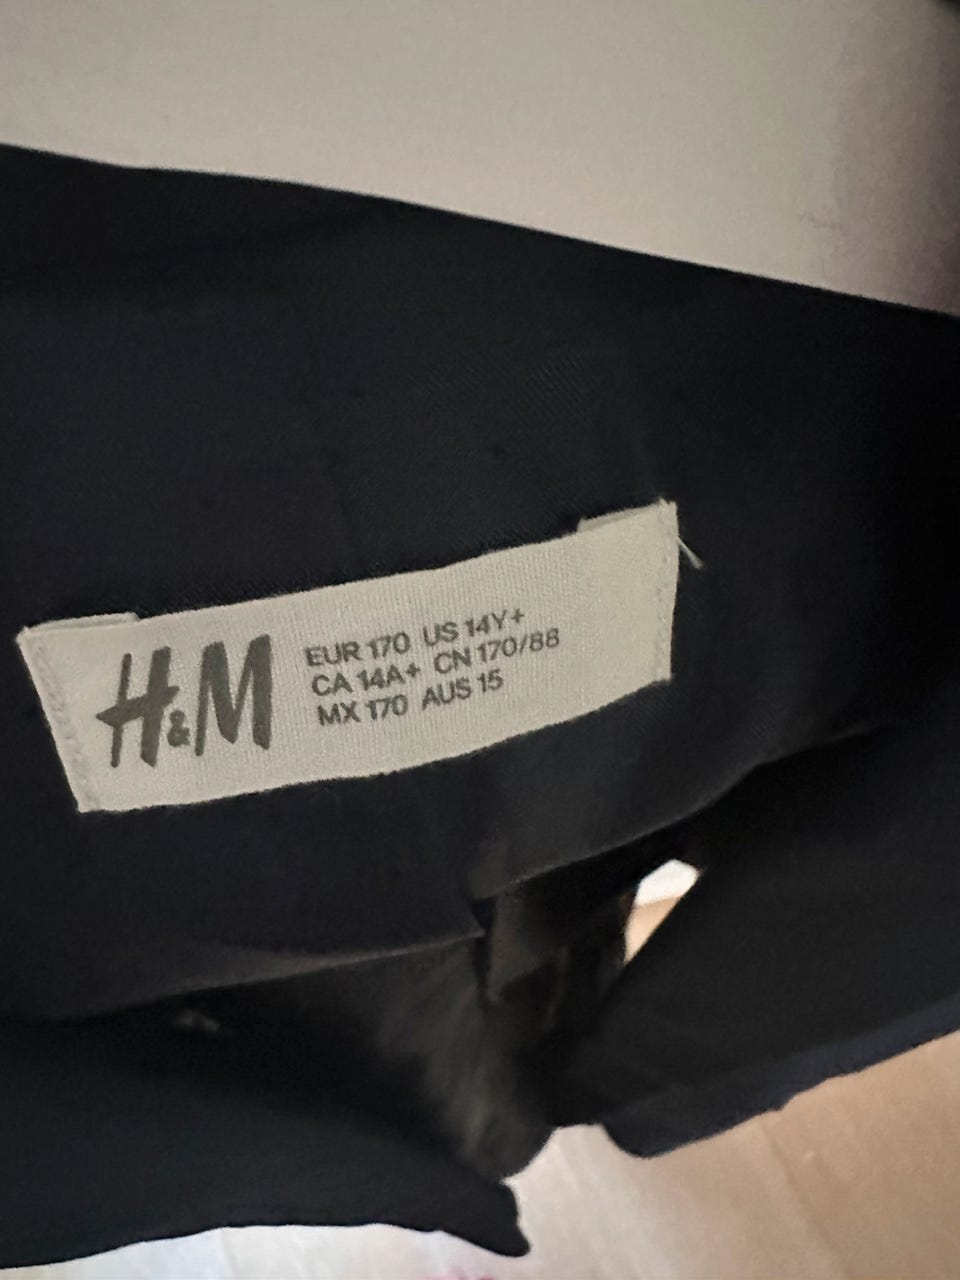 H&M
EUR 170 US 14Y+
CA 14A+ CN 170/88
MX 170 AUS 15